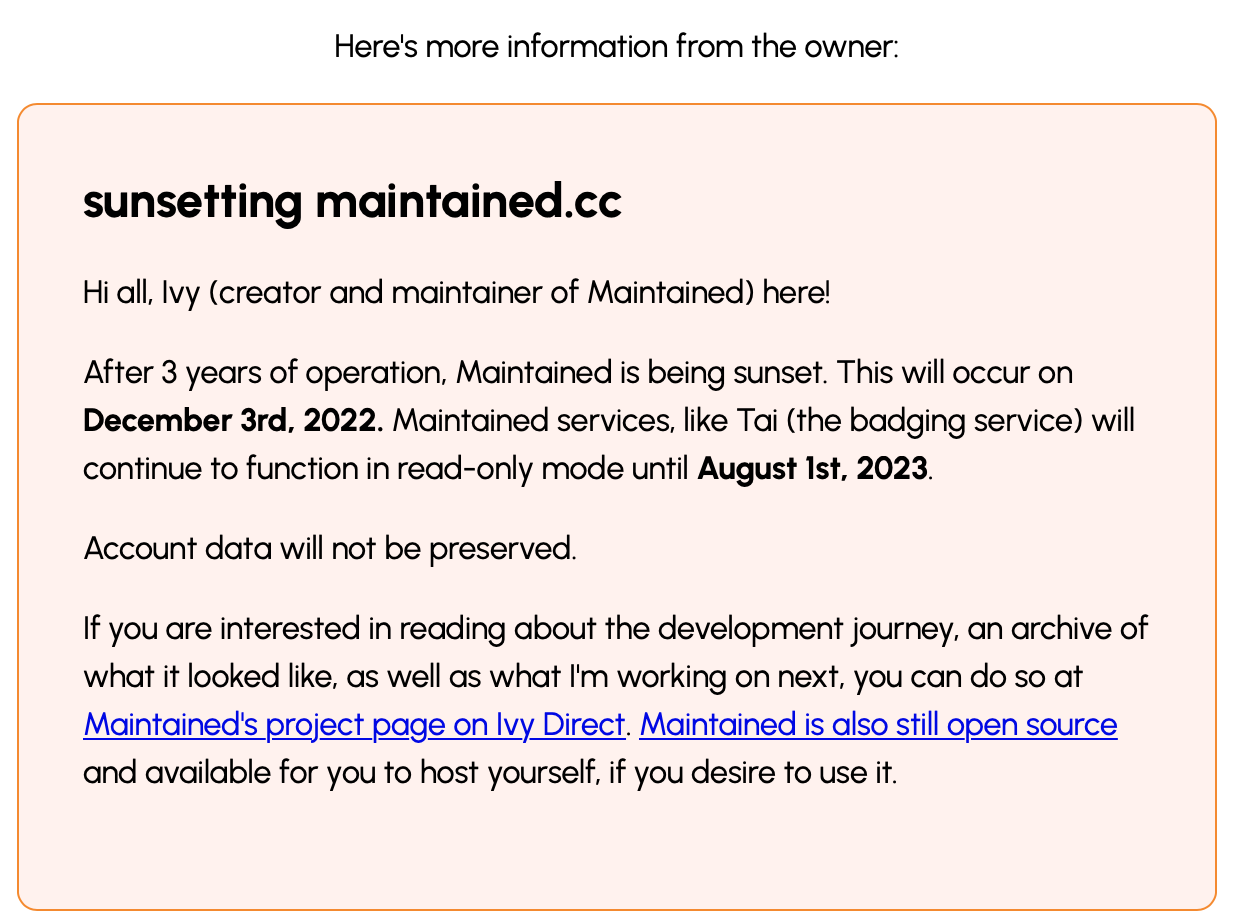 Here's more information from the owner:
sunsetting maintained.cc
Hi all, Ivy (creator and maintainer of Maintained) here!
After 3 years of operation, Maintained is being sunset. This will occur on
December 3rd, 2022. Maintained services, like Tai (the badging service) will
continue to function in read-only mode until August 1st, 2023.
Account data will not be preserved.
If you are interested in reading about the development journey, an archive of
what it looked like, as well as what I'm working on next, you can do so at
Maintained's project page on Ivy Direct. Maintained is also still open source
and available for you to host yourself, if you desire to use it.